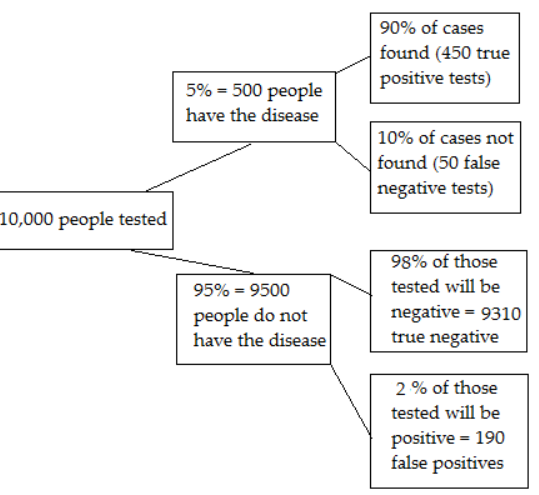 90% of cases
found (450 true
positive tests)
5% = 500 people
have the disease
10% of cases not
found (50 false
negative tests)
10,000 people tested
98% of those
tested will be
negative = 9310
true negative
95% = 9500
people do not
have the disease
2 % of those
tested will be
positive = 190
false positives